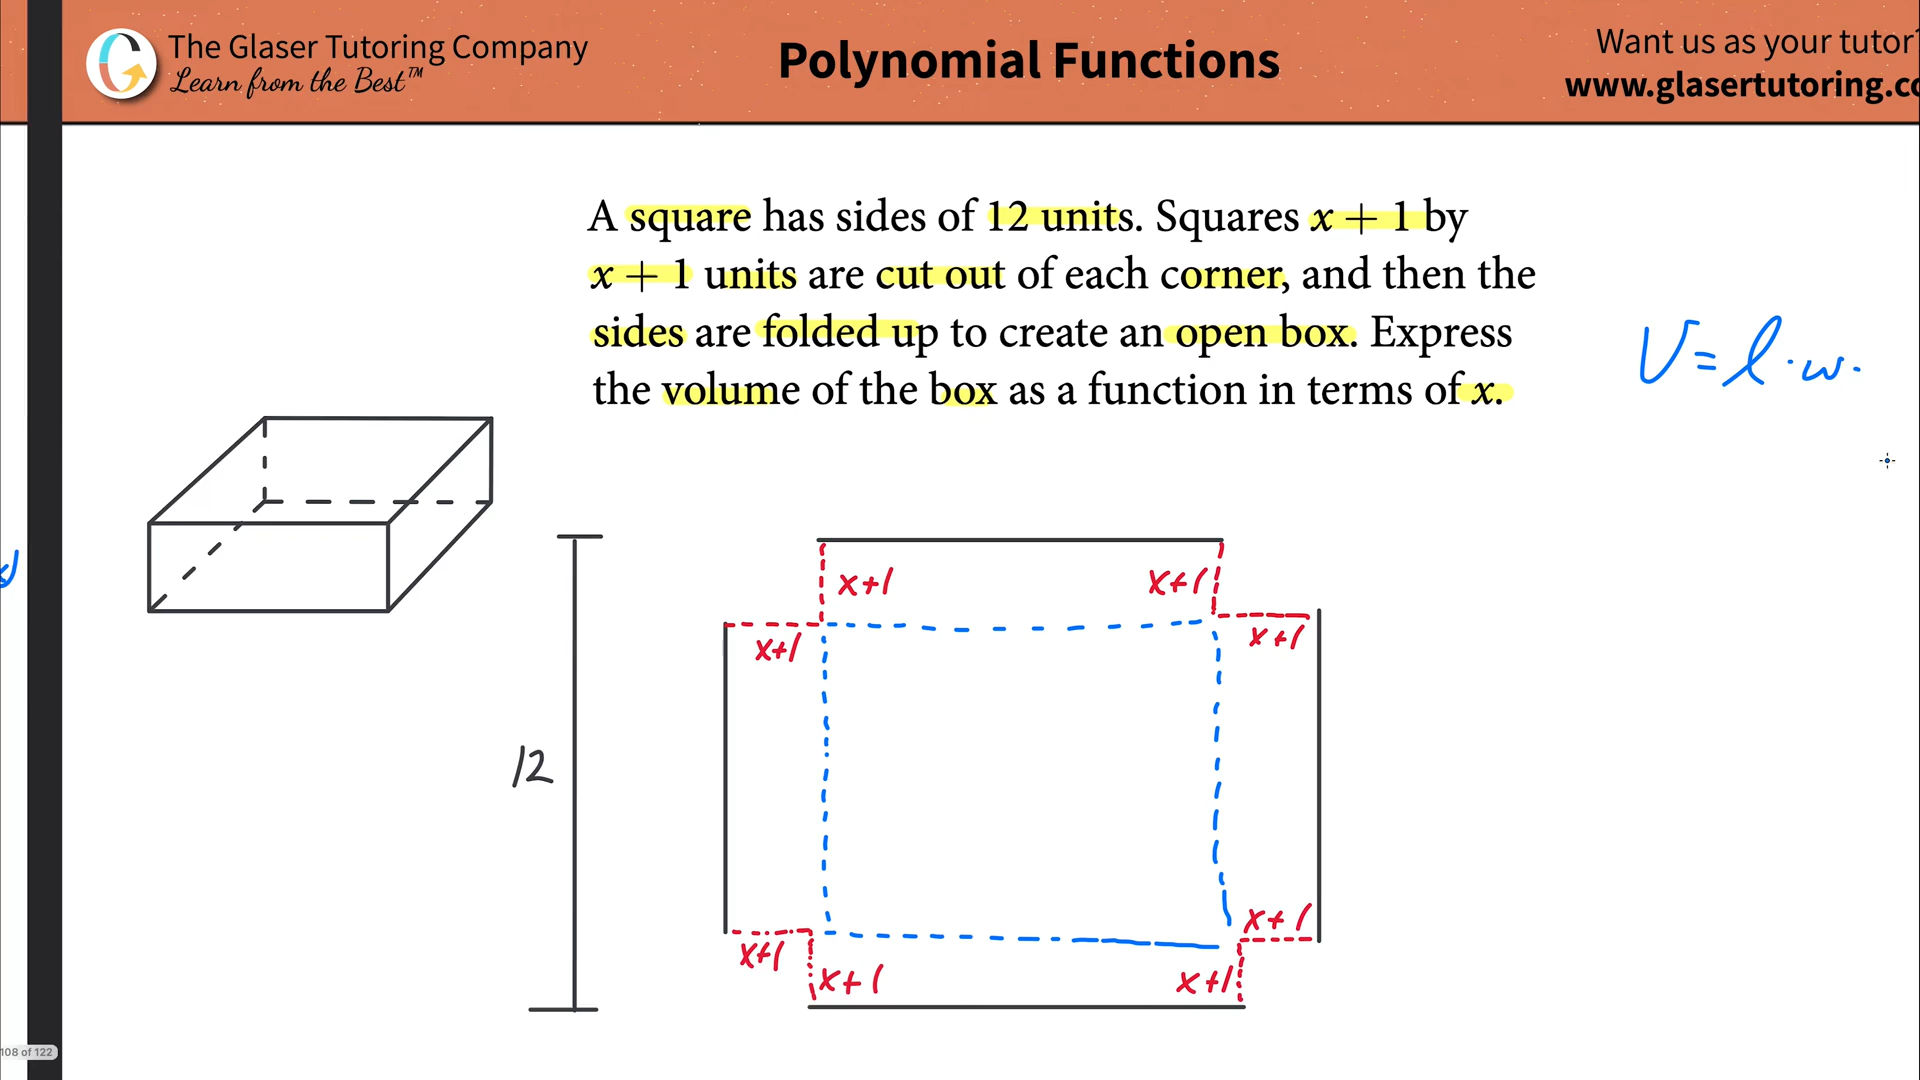 The Glaser Tutoring Company
Learn from the Best™
Polynomial Functions
Want us as your tutor?
www.glasertutoring.co
A square has sides of 12 units. Squares x + 1 by
x + 1 units are cut out of each corner, and then the
sides are folded up to create an open box. Express
the volume of the box as a function in terms of x.
V = l · w ·
x+1
x+1
x+1
x+1
12
x+1
x+1
x+1
x+1
108 of 122